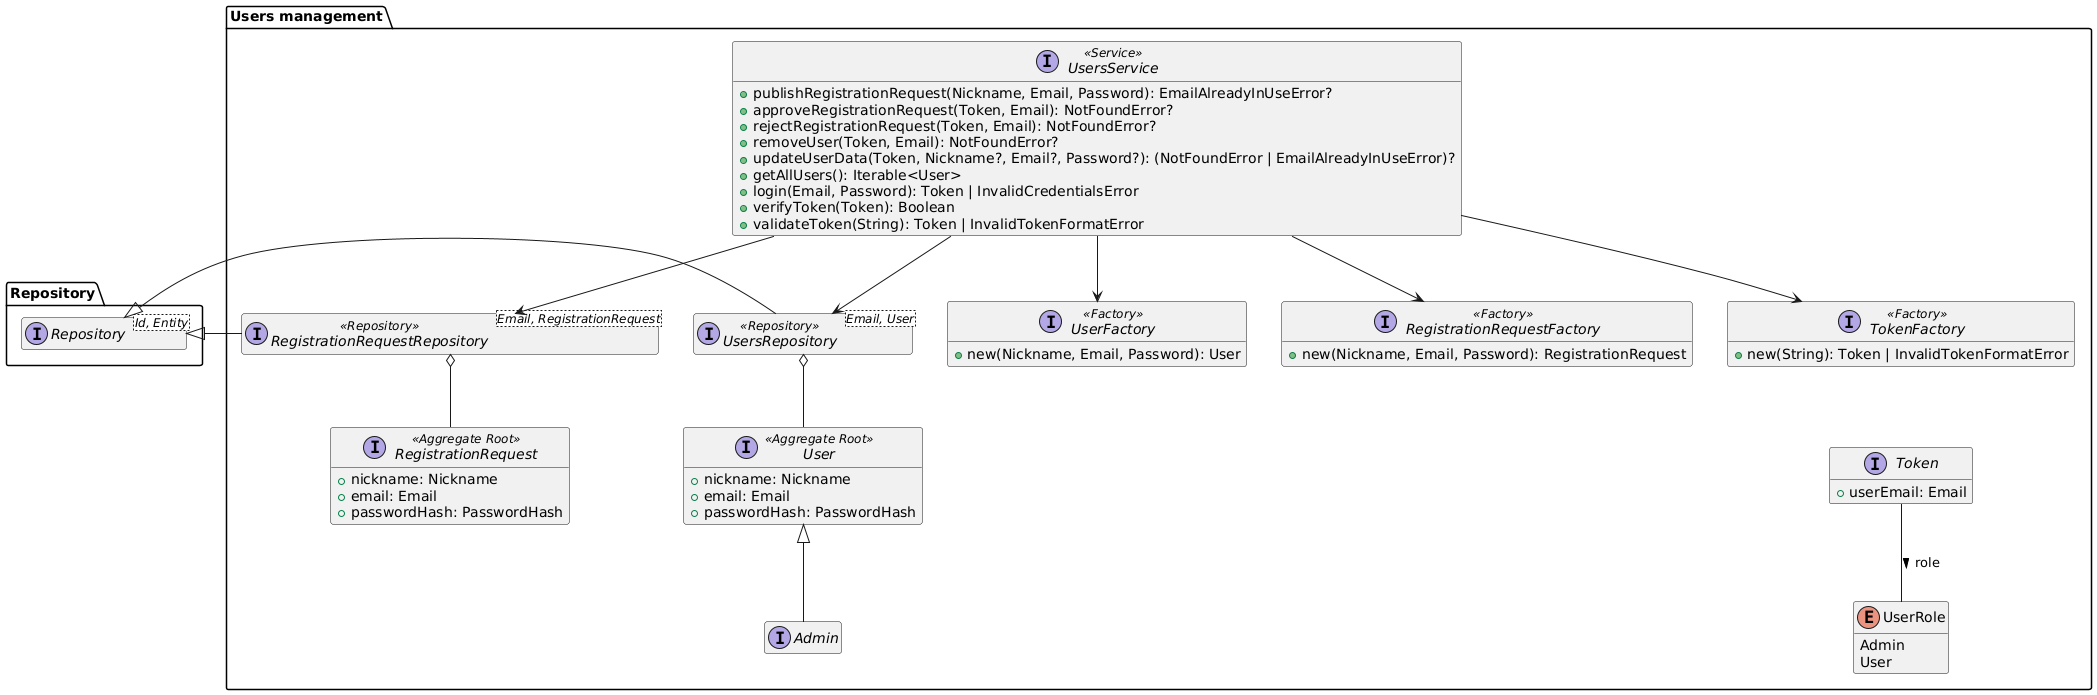 Users management
«Service»
I UsersService
publishRegistrationRequest(Nickname, Email, Password): EmailAlreadyInUseError?
approveRegistrationRequest(Token, Email): NotFoundError?
rejectRegistrationRequest(Token, Email): NotFoundError?
removeUser(Token, Email): NotFoundError?
updateUserData(Token, Nickname?, Email?, Password?): (NotFoundError | EmailAlreadyInUseError)?
getAllUsers(): Iterable<User>
login(Email, Password): Token | InvalidCredentialsError
verifyToken(Token): Boolean
validateToken(String): Token | InvalidTokenFormatError
Repository
I Repository
Id, Entity
«Repository»
I RegistrationRequestRepository
Email, RegistrationRequest
«Repository»
I UsersRepository
Email, User
«Factory»
I UserFactory
new(Nickname, Email, Password): User
«Factory»
I RegistrationRequestFactory
new(Nickname, Email, Password): RegistrationRequest
«Factory»
I TokenFactory
new(String): Token | InvalidTokenFormatError
«Aggregate Root»
I RegistrationRequest
nickname: Nickname
email: Email
passwordHash: PasswordHash
«Aggregate Root»
I User
nickname: Nickname
email: Email
passwordHash: PasswordHash
I Token
userEmail: Email
role
I Admin
E UserRole
Admin
User